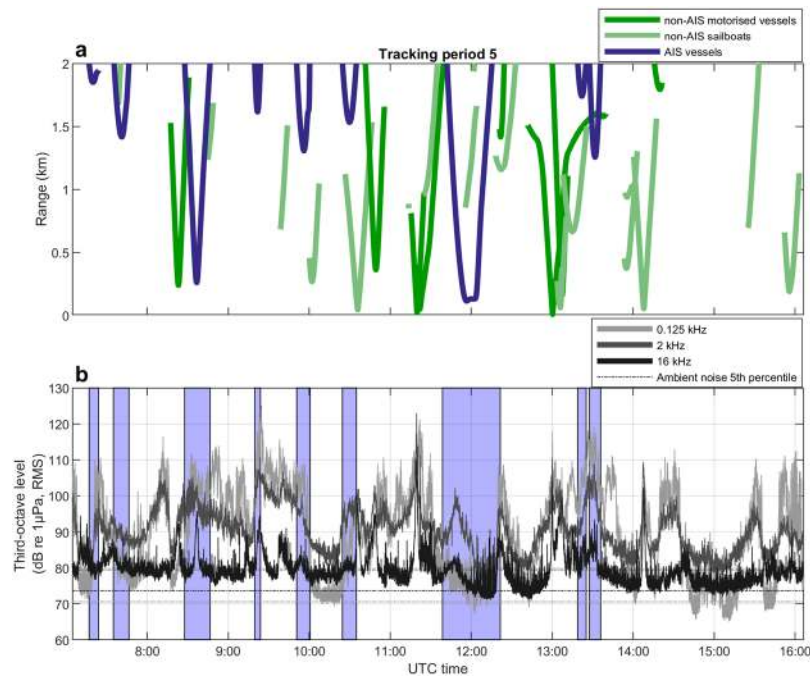 non-AIS motorised vessels
non-AIS sailboats
AIS vessels
a
Tracking period 5
2
1.5
1
0.5
0
Range (km)
0.125 kHz
2 kHz
16 kHz
Ambient noise 5th percentile
b
130
120
110
100
90
80
70
60
Third-octave level
(dB re 1µPa, RMS)
8:00 9:00 10:00 11:00 12:00 13:00 14:00 15:00 16:00
UTC time